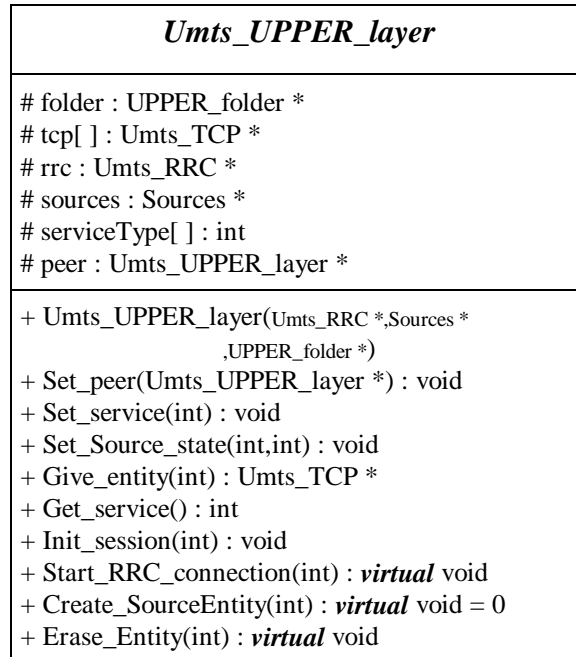 Umts_UPPER_layer
# folder : UPPER_folder *
# tcp[ ] : Umts_TCP *
# rrc : Umts_RRC *
# sources : Sources *
# serviceType[ ] : int
# peer : Umts_UPPER_layer *
+ Umts_UPPER_layer(Umts_RRC *,Sources *
,UPPER_folder *)
+ Set_peer(Umts_UPPER_layer *) : void
+ Set_service(int) : void
+ Set_Source_state(int,int) : void
+ Give_entity(int) : Umts_TCP *
+ Get_service() : int
+ Init_session(int) : void
+ Start_RRC_connection(int) : virtual void
+ Create_SourceEntity(int) : virtual void = 0
+ Erase_Entity(int) : virtual void